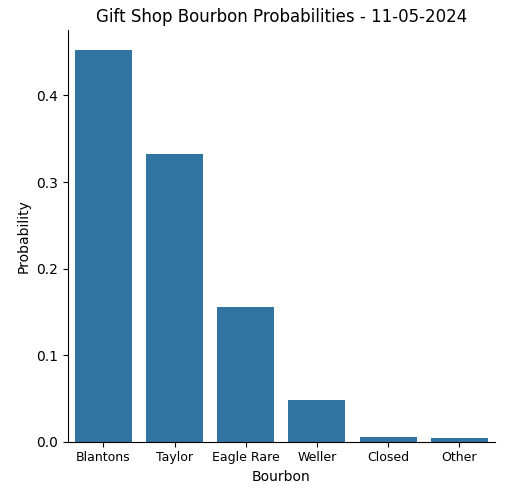 Gift Shop Bourbon Probabilities - 11-05-2024
Probability
0.4
0.3
0.2
0.1
0.0
Blantons Taylor Eagle Rare Weller Closed Other
Bourbon